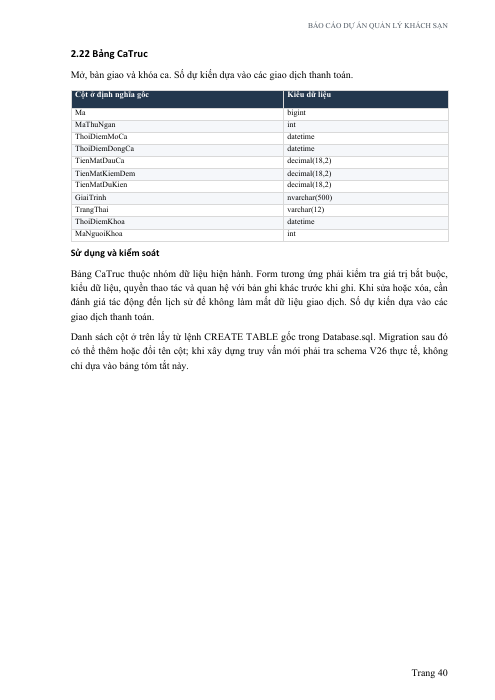 BÁO CÁO DỰ ÁN QUẢN LÝ KHÁCH SẠN
2.22 Bảng CaTruc
Mở, bàn giao và khóa ca. Số dự kiến dựa vào các giao dịch thanh toán.
Cột ở định nghĩa gốc Kiểu dữ liệu
Ma bigint
MaThuNgan int
ThoiDiemMoCa datetime
ThoiDiemDongCa datetime
TienMatDauCa decimal(18,2)
TienMatKiemDem decimal(18,2)
TienMatDuKien decimal(18,2)
GiaiTrinh nvarchar(500)
TrangThai varchar(12)
ThoiDiemKhoa datetime
MaNguoiKhoa int
Sử dụng và kiểm soát
Bảng CaTruc thuộc nhóm dữ liệu hiện hành. Form tương ứng phải kiểm tra giá trị bắt buộc,
kiểu dữ liệu, quyền thao tác và quan hệ với bản ghi khác trước khi ghi. Khi sửa hoặc xóa, cần
đánh giá tác động đến lịch sử để không làm mất dữ liệu giao dịch. Số dự kiến dựa vào các
giao dịch thanh toán.
Danh sách cột ở trên lấy từ lệnh CREATE TABLE gốc trong Database.sql. Migration sau đó
có thể thêm hoặc đổi tên cột; khi xây dựng truy vấn mới phải tra schema V26 thực tế, không
chỉ dựa vào bảng tóm tắt này.
Trang 40